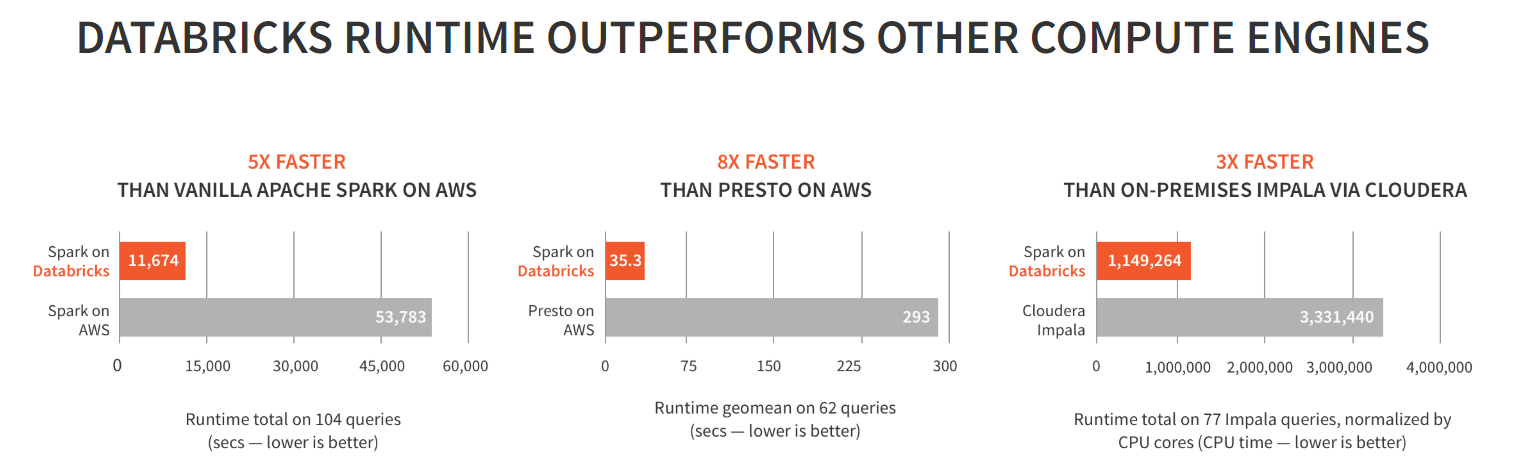 DATABRICKS RUNTIME OUTPERFORMS OTHER COMPUTE ENGINES
5X FASTER
THAN VANILLA APACHE SPARK ON AWS
Spark on
Databricks
11,674
Spark on
AWS
53,783
0 15,000 30,000 45,000 60,000
Runtime total on 104 queries
(secs — lower is better)
8X FASTER
THAN PRESTO ON AWS
Spark on
Databricks
35.3
Presto on
AWS
293
0 75 150 225 300
Runtime geomean on 62 queries
(secs — lower is better)
3X FASTER
THAN ON-PREMISES IMPALA VIA CLOUDERA
Spark on
Databricks
1,149,264
Cloudera
Impala
3,331,440
0 1,000,000 2,000,000 3,000,000 4,000,000
Runtime total on 77 Impala queries, normalized by
CPU cores (CPU time — lower is better)